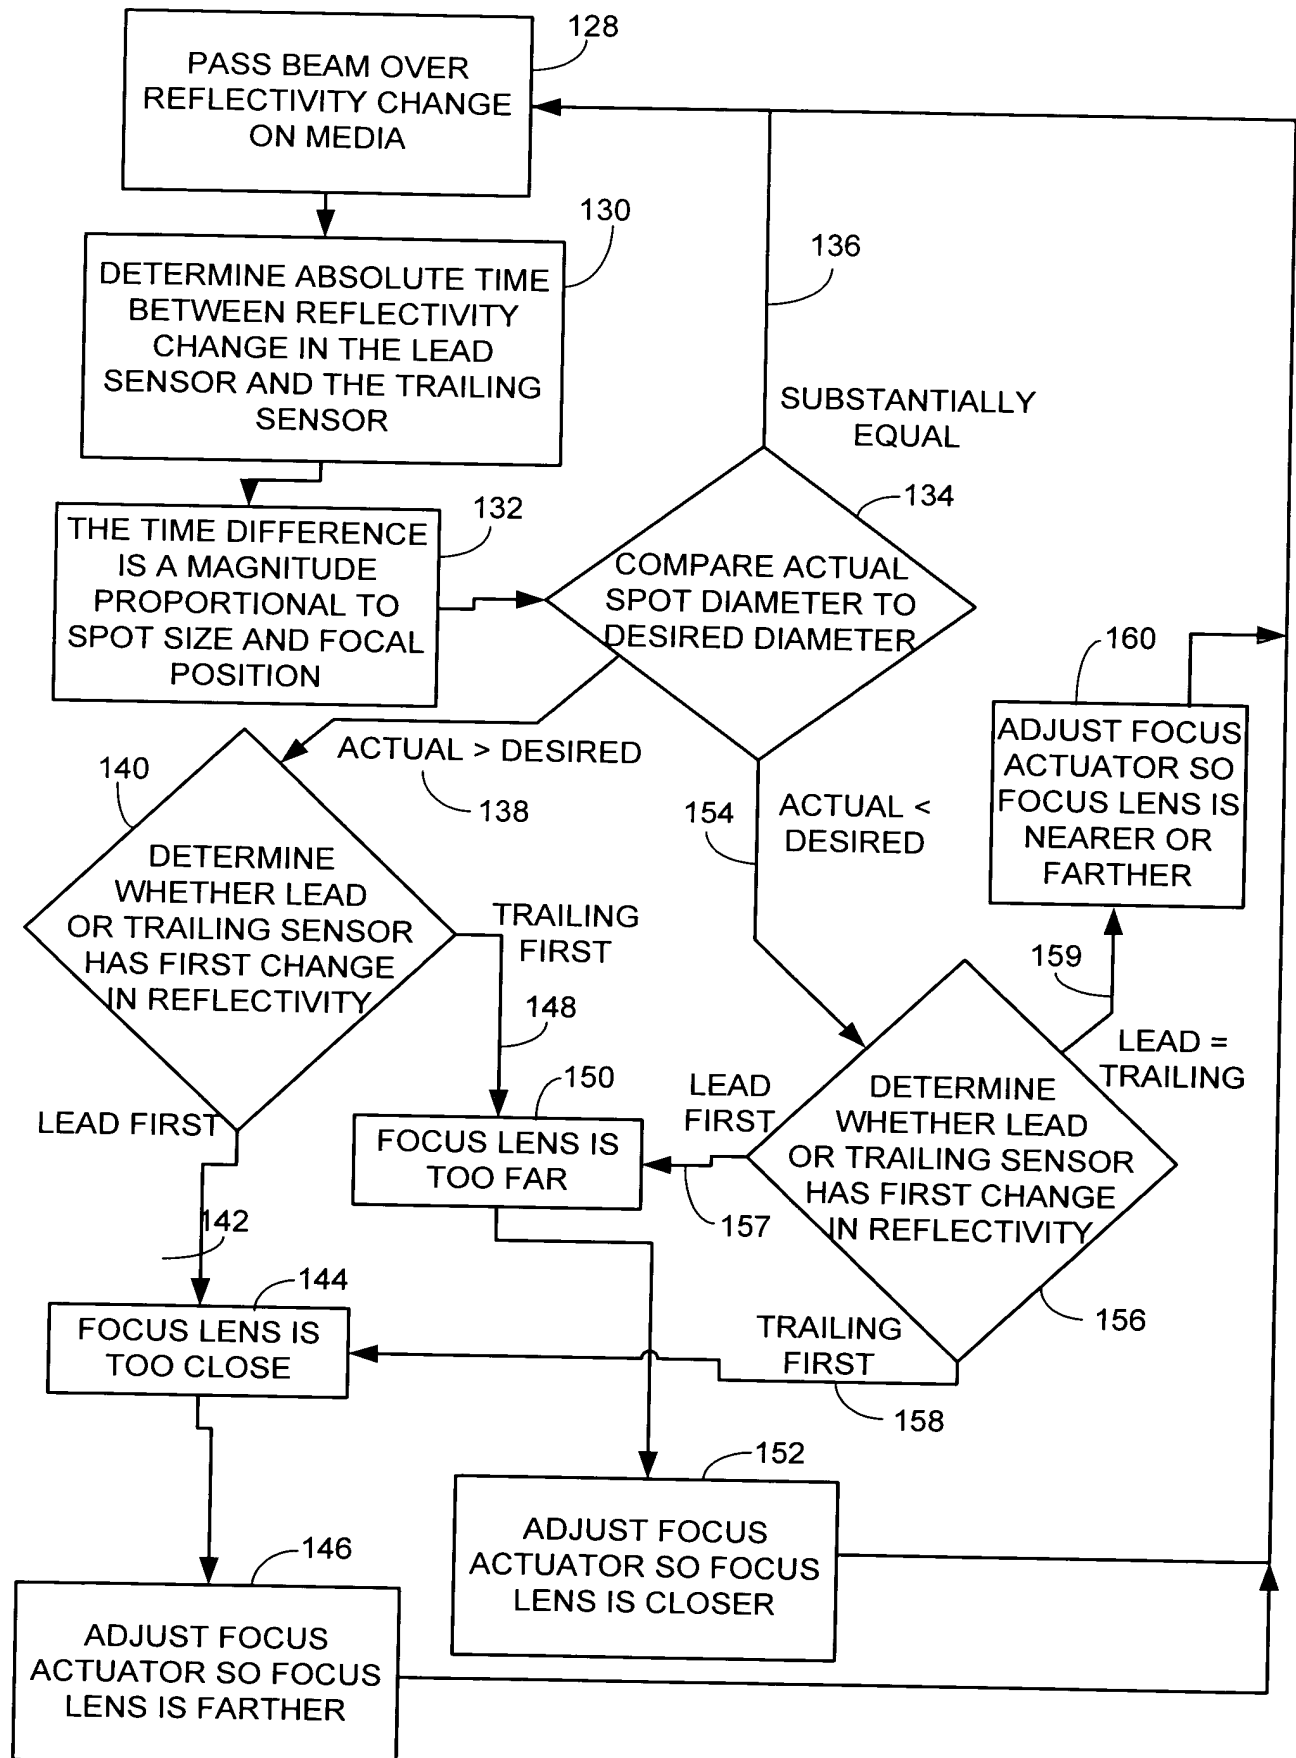 128
PASS BEAM OVER
REFLECTIVITY CHANGE
ON MEDIA
130
DETERMINE ABSOLUTE TIME
BETWEEN REFLECTIVITY
CHANGE IN THE LEAD
SENSOR AND THE TRAILING
SENSOR
136
SUBSTANTIALLY
EQUAL
132
THE TIME DIFFERENCE
IS A MAGNITUDE
PROPORTIONAL TO
SPOT SIZE AND FOCAL
POSITION
134
COMPARE ACTUAL
SPOT DIAMETER TO
DESIRED DIAMETER
ACTUAL > DESIRED
138
154
ACTUAL <
DESIRED
160
ADJUST FOCUS
ACTUATOR SO
FOCUS LENS IS
NEARER OR
FARTHER
140
DETERMINE
WHETHER LEAD
OR TRAILING SENSOR
HAS FIRST CHANGE
IN REFLECTIVITY
TRAILING
FIRST
148
159
LEAD =
TRAILING
LEAD FIRST
150
FOCUS LENS IS
TOO FAR
LEAD
FIRST
157
DETERMINE
WHETHER LEAD
OR TRAILING SENSOR
HAS FIRST CHANGE
IN REFLECTIVITY
156
142
144
FOCUS LENS IS
TOO CLOSE
TRAILING
FIRST
158
152
ADJUST FOCUS
ACTUATOR SO FOCUS
LENS IS CLOSER
146
ADJUST FOCUS
ACTUATOR SO FOCUS
LENS IS FARTHER